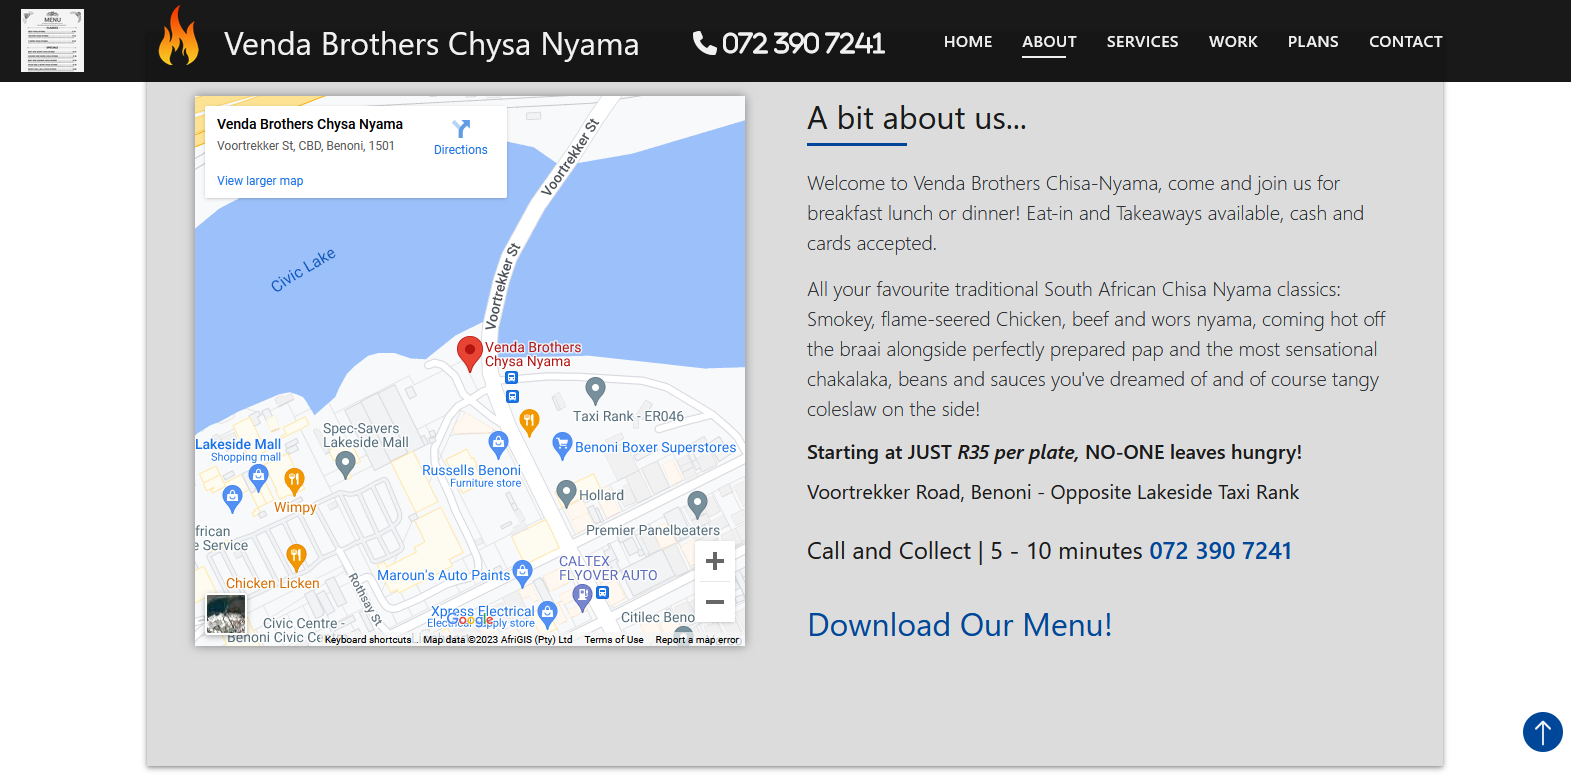 MENU
Venda Brothers Chysa Nyama
072 390 7241
HOME
ABOUT
SERVICES
WORK
PLANS
CONTACT
Venda Brothers Chysa Nyama
Voortrekker St, CBD, Benoni, 1501
Directions
View larger map
Voortrekker St
Civic Lake
Voortrekker St
Venda Brothers
Chysa Nyama
Taxi Rank - ER046
Spec-Savers
Lakeside Mall
Lakeside Mall
Shopping mall
Benoni Boxer Superstores
Russells Benoni
Furniture store
Wimpy
Hollard
Premier Panelbeaters
frican
e Service
Chicken Licken
Rothsay St
Maroun's Auto Paints
CALTEX
FLYOVER AUTO
Xpress Electrical
Electrical supply store
Google
Citilec Beno
Civic Centre -
Benoni Civic Ce
Keyboard shortcuts
Map data ©2023 AfriGIS (Pty) Ltd
Terms of Use
Report a map error
A bit about us...
Welcome to Venda Brothers Chisa-Nyama, come and join us for
breakfast lunch or dinner! Eat-in and Takeaways available, cash and
cards accepted.
All your favourite traditional South African Chisa Nyama classics:
Smokey, flame-seered Chicken, beef and wors nyama, coming hot off
the braai alongside perfectly prepared pap and the most sensational
chakalaka, beans and sauces you've dreamed of and of course tangy
coleslaw on the side!
Starting at JUST R35 per plate, NO-ONE leaves hungry!
Voortrekker Road, Benoni - Opposite Lakeside Taxi Rank
Call and Collect | 5 - 10 minutes 072 390 7241
Download Our Menu!